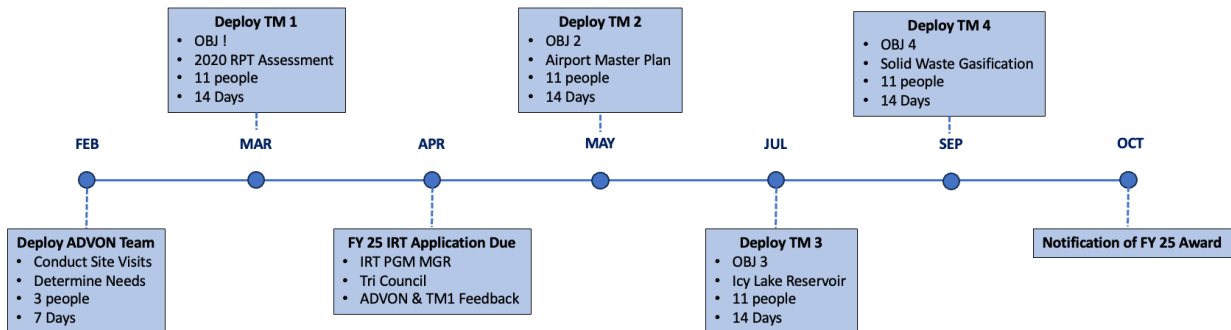 Deploy TM 1
• OBJ !
• 2020 RPT Assessment
• 11 people
• 14 Days
Deploy TM 2
• OBJ 2
• Airport Master Plan
• 11 people
• 14 Days
Deploy TM 4
• OBJ 4
• Solid Waste Gasification
• 11 people
• 14 Days
FEB
MAR
APR
MAY
JUL
SEP
OCT
Deploy ADVON Team
• Conduct Site Visits
• Determine Needs
• 3 people
• 7 Days
FY 25 IRT Application Due
• IRT PGM MGR
• Tri Council
• ADVON & TM1 Feedback
Deploy TM 3
• OBJ 3
• Icy Lake Reservoir
• 11 people
• 14 Days
Notification of FY 25 Award